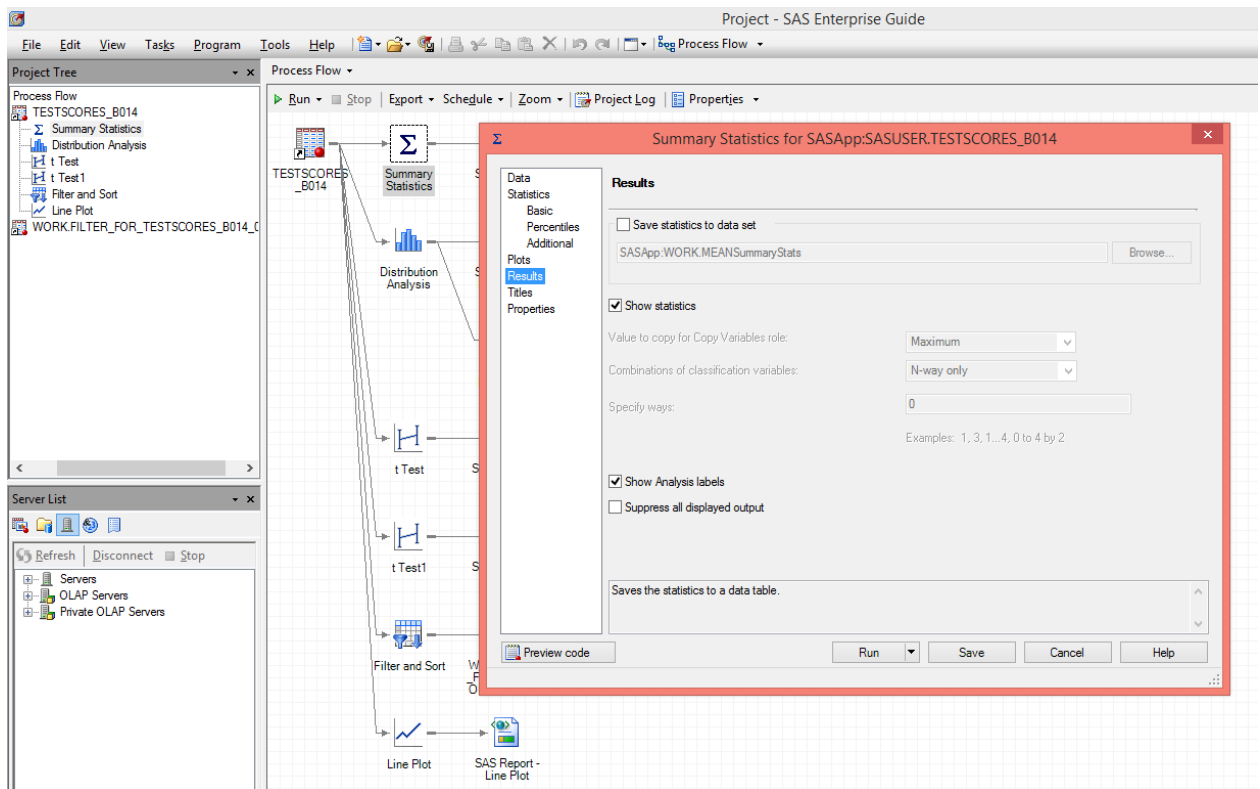 Project - SAS Enterprise Guide
File Edit View Tasks Program Tools Help Process Flow
Project Tree
Process Flow
TESTSCORES_B014
Summary Statistics
Distribution Analysis
t Test
t Test1
Filter and Sort
Line Plot
WORK.FILTER_FOR_TESTSCORES_B014_
Server List
Refresh Disconnect Stop
Servers
OLAP Servers
Private OLAP Servers
Process Flow
Run Stop Export Schedule Zoom Project Log Properties
TESTSCORES
_B014
Summary
Statistics
Distribution
Analysis
t Test
t Test1
Filter and Sort
Line Plot
SAS Report -
Line Plot
Summary Statistics for SASApp:SASUSER.TESTSCORES_B014
Data
Statistics
Basic
Percentiles
Additional
Plots
Results
Titles
Properties
Results
Save statistics to data set
SASApp:WORK.MEANSummaryStats Browse...
Show statistics
Value to copy for Copy Variables role: Maximum
Combinations of classification variables: N-way only
Specify ways: 0
Examples: 1, 3, 1...4, 0 to 4 by 2
Show Analysis labels
Suppress all displayed output
Saves the statistics to a data table.
Preview code Run Save Cancel Help